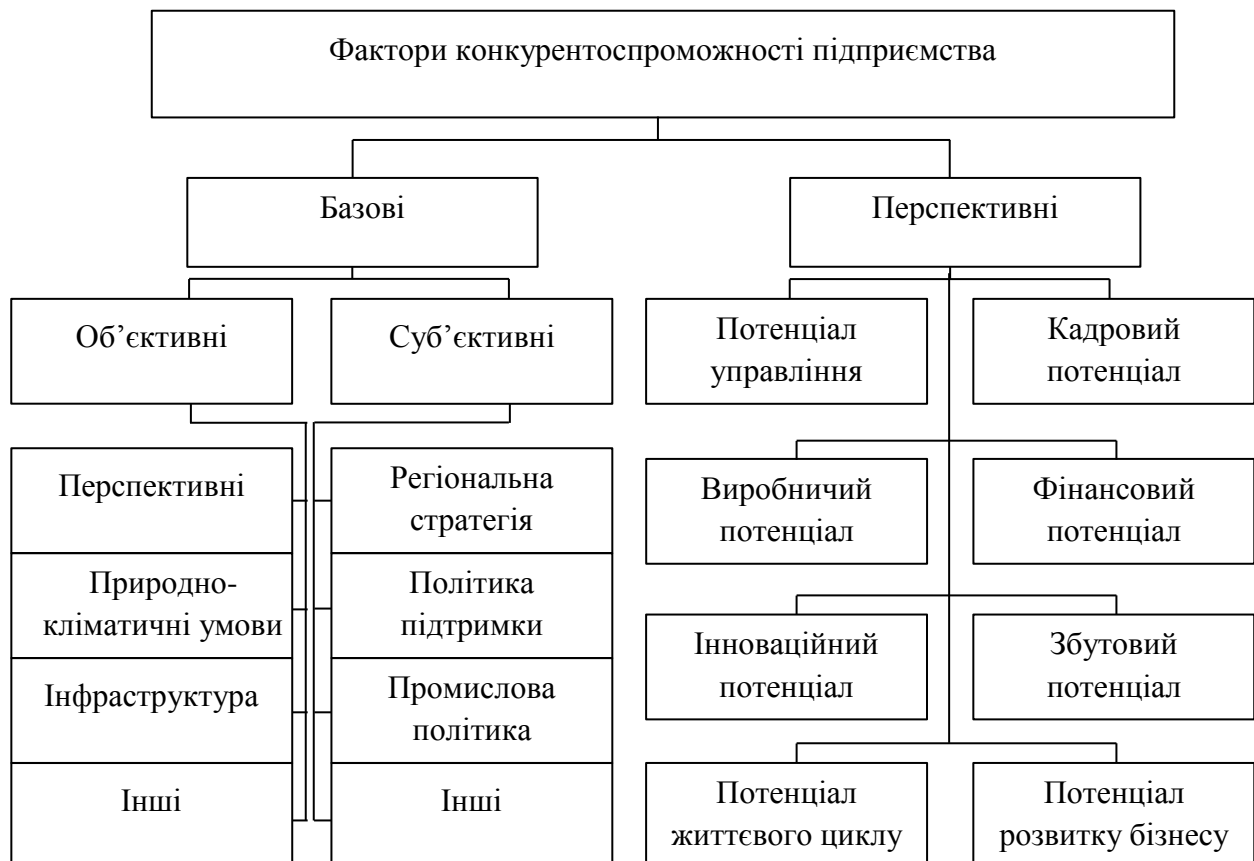 Фактори конкурентоспроможності підприємства
Базові
Перспективні
Об’єктивні
Суб’єктивні
Потенціал
управління
Кадровий
потенціал
Перспективні
Регіональна
стратегія
Виробничий
потенціал
Фінансовий
потенціал
Природно-
кліматичні умови
Політика
підтримки
Інноваційний
потенціал
Збутовий
потенціал
Інфраструктура
Промислова
політика
Інші
Інші
Потенціал
життєвого циклу
Потенціал
розвитку бізнесу